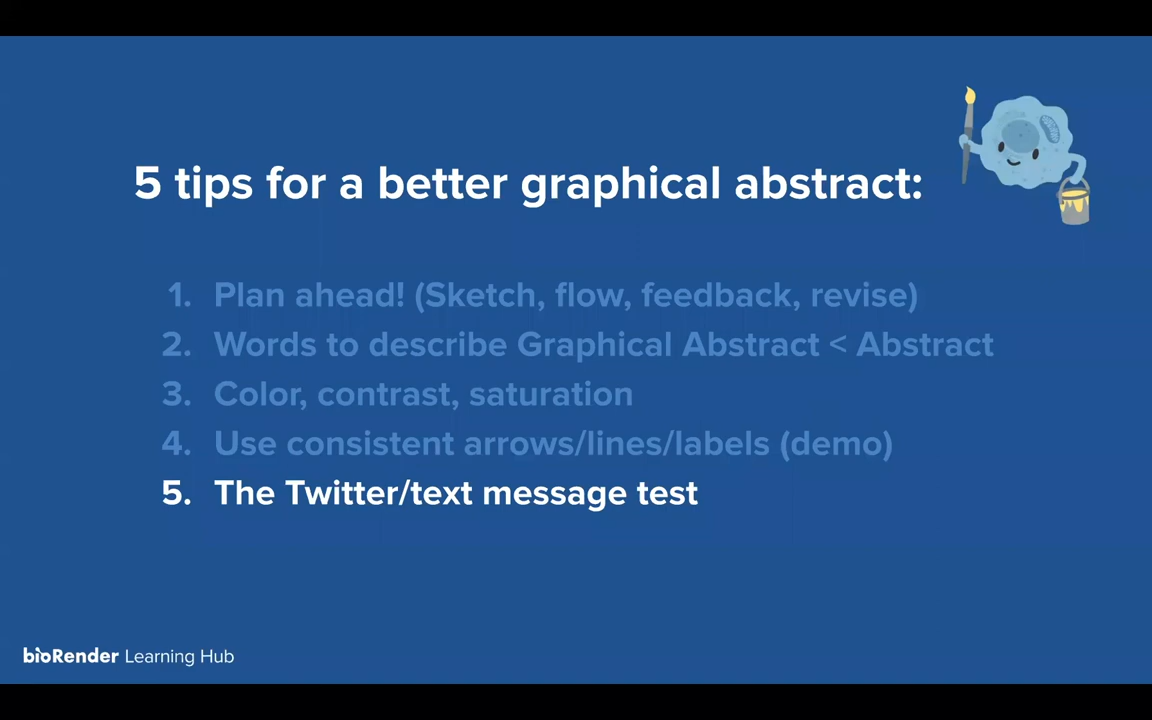 5 tips for a better graphical abstract:
1. Plan ahead! (Sketch, flow, feedback, revise)
2. Words to describe Graphical Abstract < Abstract
3. Color, contrast, saturation
4. Use consistent arrows/lines/labels (demo)
5. The Twitter/text message test
bioRender Learning Hub